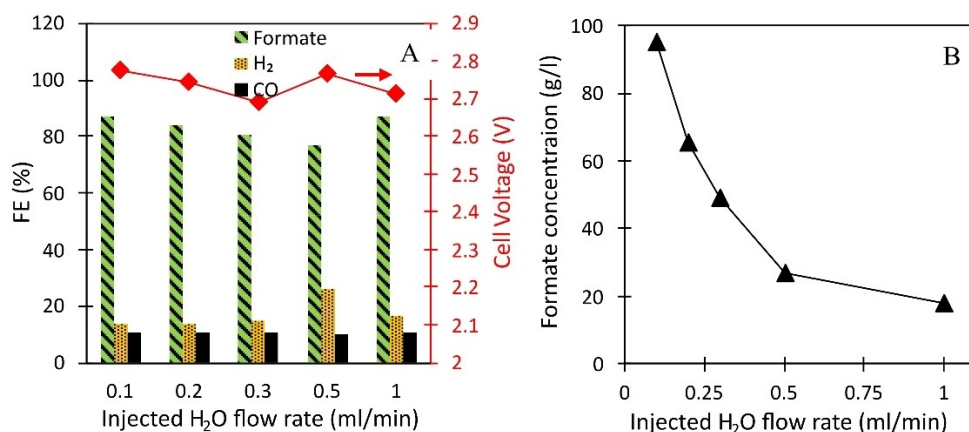 A
Formate
H₂
CO
FE (%)
120
100
80
60
40
20
0
0.1 0.2 0.3 0.5 1
Injected H₂O flow rate (ml/min)
2.9
2.8
2.7
2.6
2.5
2.4
2.3
2.2
2.1
2
Cell Voltage (V)
B
Formate concentraion (g/l)
100
80
60
40
20
0
0 0.25 0.5 0.75 1
Injected H₂O flow rate (ml/min)